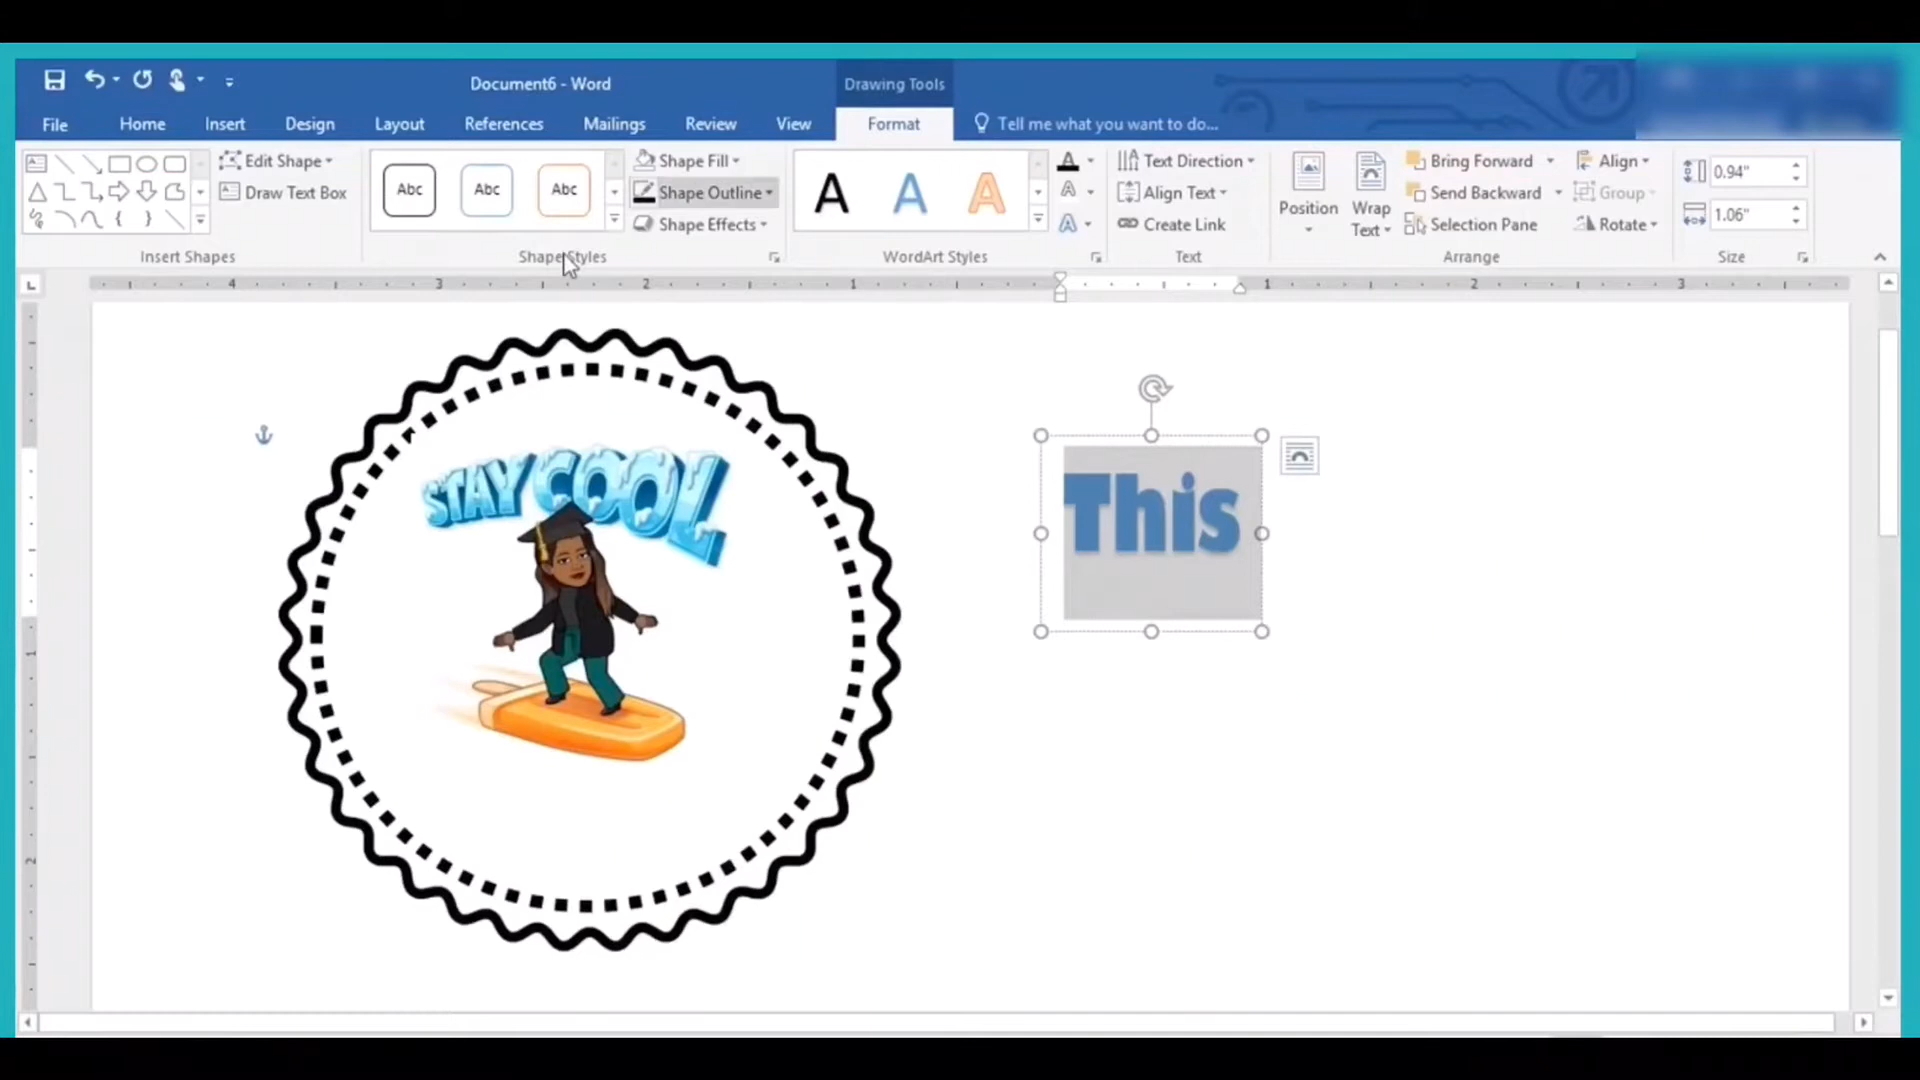 Document6 - Word
Drawing Tools
File Home Insert Design Layout References Mailings Review View Format Tell me what you want to do...
Edit Shape
Draw Text Box
Insert Shapes
Abc Abc Abc
Shape Fill
Shape Outline
Shape Effects
Shape Styles
A A A
WordArt Styles
Text Direction
Align Text
Create Link
Text
Position
Wrap Text
Bring Forward
Send Backward
Selection Pane
Align
Group
Rotate
Arrange
0.94"
1.06"
Size
4 3 2 1 1 2 3
STAY COOL
This
1
2